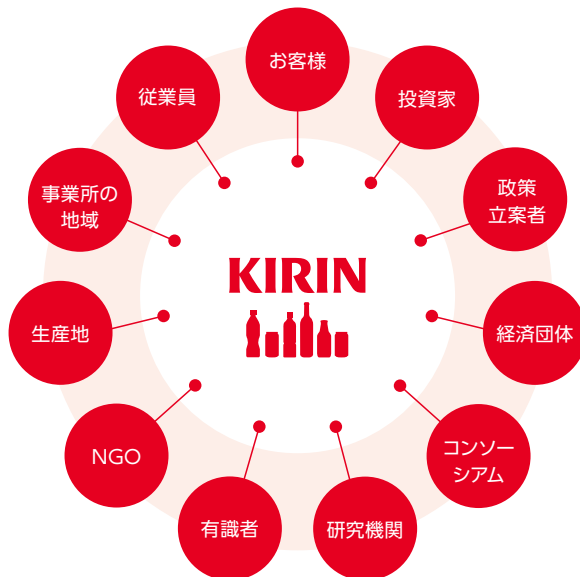 お客様
投資家
政策
立案者
経済団体
コンソー
シアム
研究機関
有識者
NGO
生産地
事業所の
地域
従業員
KIRIN